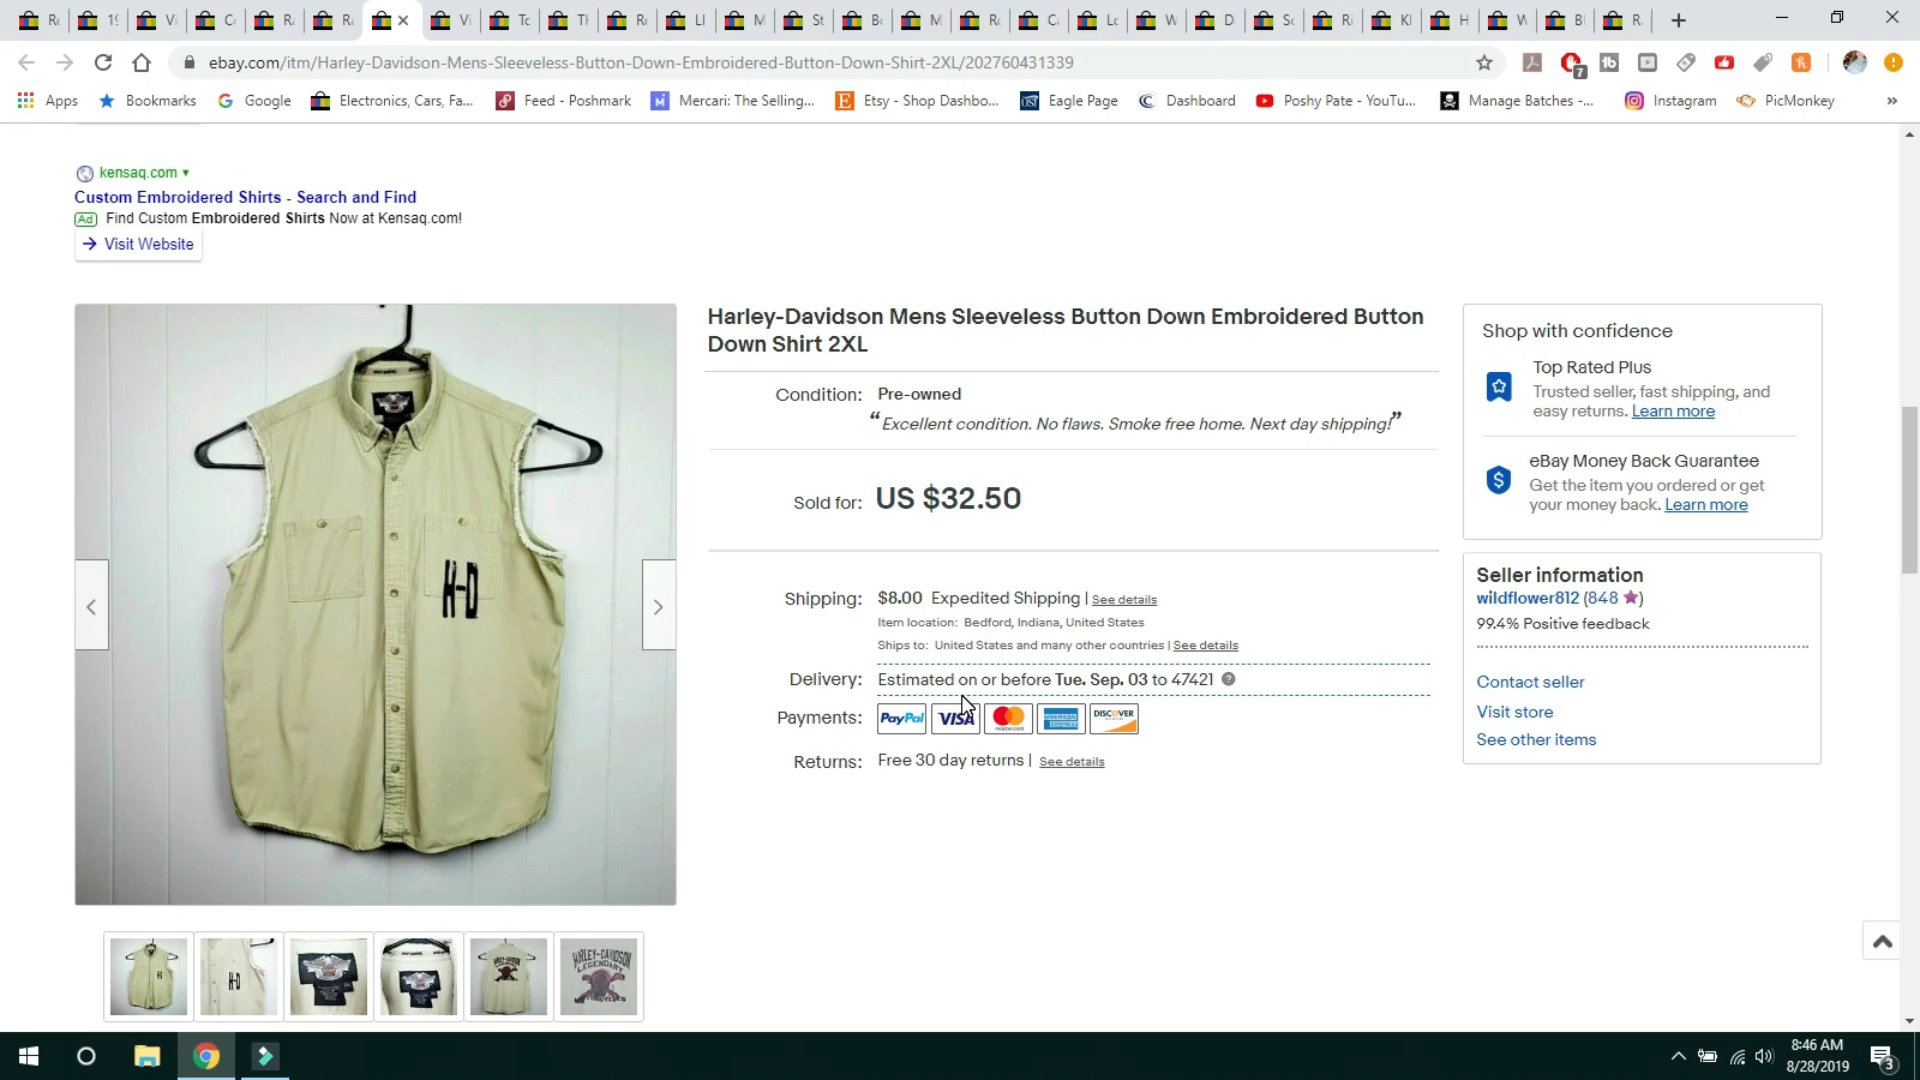 ebay.com/itm/Harley-Davidson-Mens-Sleeveless-Button-Down-Embroidered-Button-Down-Shirt-2XL/202760431339
7
Apps
Bookmarks
Google
Electronics, Cars, Fa...
Feed - Poshmark
Mercari: The Selling...
Etsy - Shop Dashbo...
Eagle Page
Dashboard
Poshy Pate - YouTu...
Manage Batches -...
Instagram
PicMonkey
kensaq.com
Custom Embroidered Shirts - Search and Find
Ad Find Custom Embroidered Shirts Now at Kensaq.com!
Visit Website
H-D
Harley-Davidson Mens Sleeveless Button Down Embroidered Button
Down Shirt 2XL
Condition: Pre-owned
“Excellent condition. No flaws. Smoke free home. Next day shipping!”
Sold for: US $32.50
Shipping: $8.00 Expedited Shipping | See details
Item location: Bedford, Indiana, United States
Ships to: United States and many other countries | See details
Delivery: Estimated on or before Tue. Sep. 03 to 47421
Payments: PayPal VISA mastercard AMERICAN EXPRESS DISCOVER
Returns: Free 30 day returns | See details
Shop with confidence
Top Rated Plus
Trusted seller, fast shipping, and
easy returns. Learn more
eBay Money Back Guarantee
Get the item you ordered or get
your money back. Learn more
Seller information
wildflower812 (848)
99.4% Positive feedback
Contact seller
Visit store
See other items
H-D
HARLEY-DAVIDSON
LEGENDARY
MOTORCYCLES
8:46 AM
8/28/2019
3